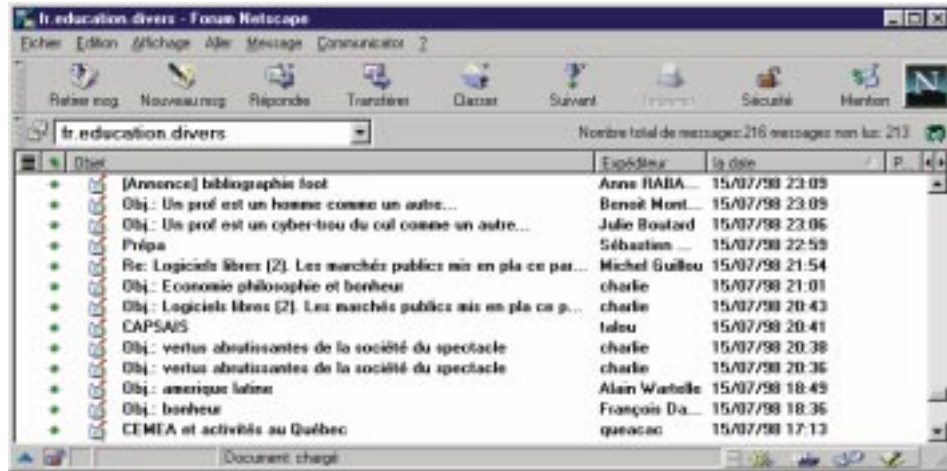 fr.education.divers - Forum Netscape
Fichier Edition Affichage Aller Message Communicator ?
Retirer msg Nouveau msg Répondre Transférer Classer Suivant Imprimer Sécurité Menton
N
fr.education.divers Nombre total de messages: 216 messages non lus: 213
Objet Expéditeur la date P...
[Annonce] bibliographie foot Anne RABA... 15/07/98 23:09
Obj.: Un prof est un homme comme un autre... Benoit Mont... 15/07/98 23:09
Obj.: Un prof est un cyber-trou du cul comme un autre... Julie Boutard 15/07/98 23:06
Prépa Sébastien ... 15/07/98 22:59
Re: Logiciels libres (2). Les marchés publics mis en pla ce par... Michel Guillou 15/07/98 21:54
Obj.: Economie philosophie et bonheur charlie 15/07/98 21:01
Obj.: Logiciels libres (2). Les marchés publics mis en pla ce p... charlie 15/07/98 20:43
CAPSAIS talou 15/07/98 20:41
Obj.: vertus abrutissantes de la société du spectacle charlie 15/07/98 20:38
Obj.: vertus abrutissantes de la société du spectacle charlie 15/07/98 20:36
Obj.: amerique latine Alain Wartelle 15/07/98 18:49
Obj.: bonheur François Da... 15/07/98 18:36
CEMEA et activités au Québec queacac 15/07/98 17:13
Document: chargé